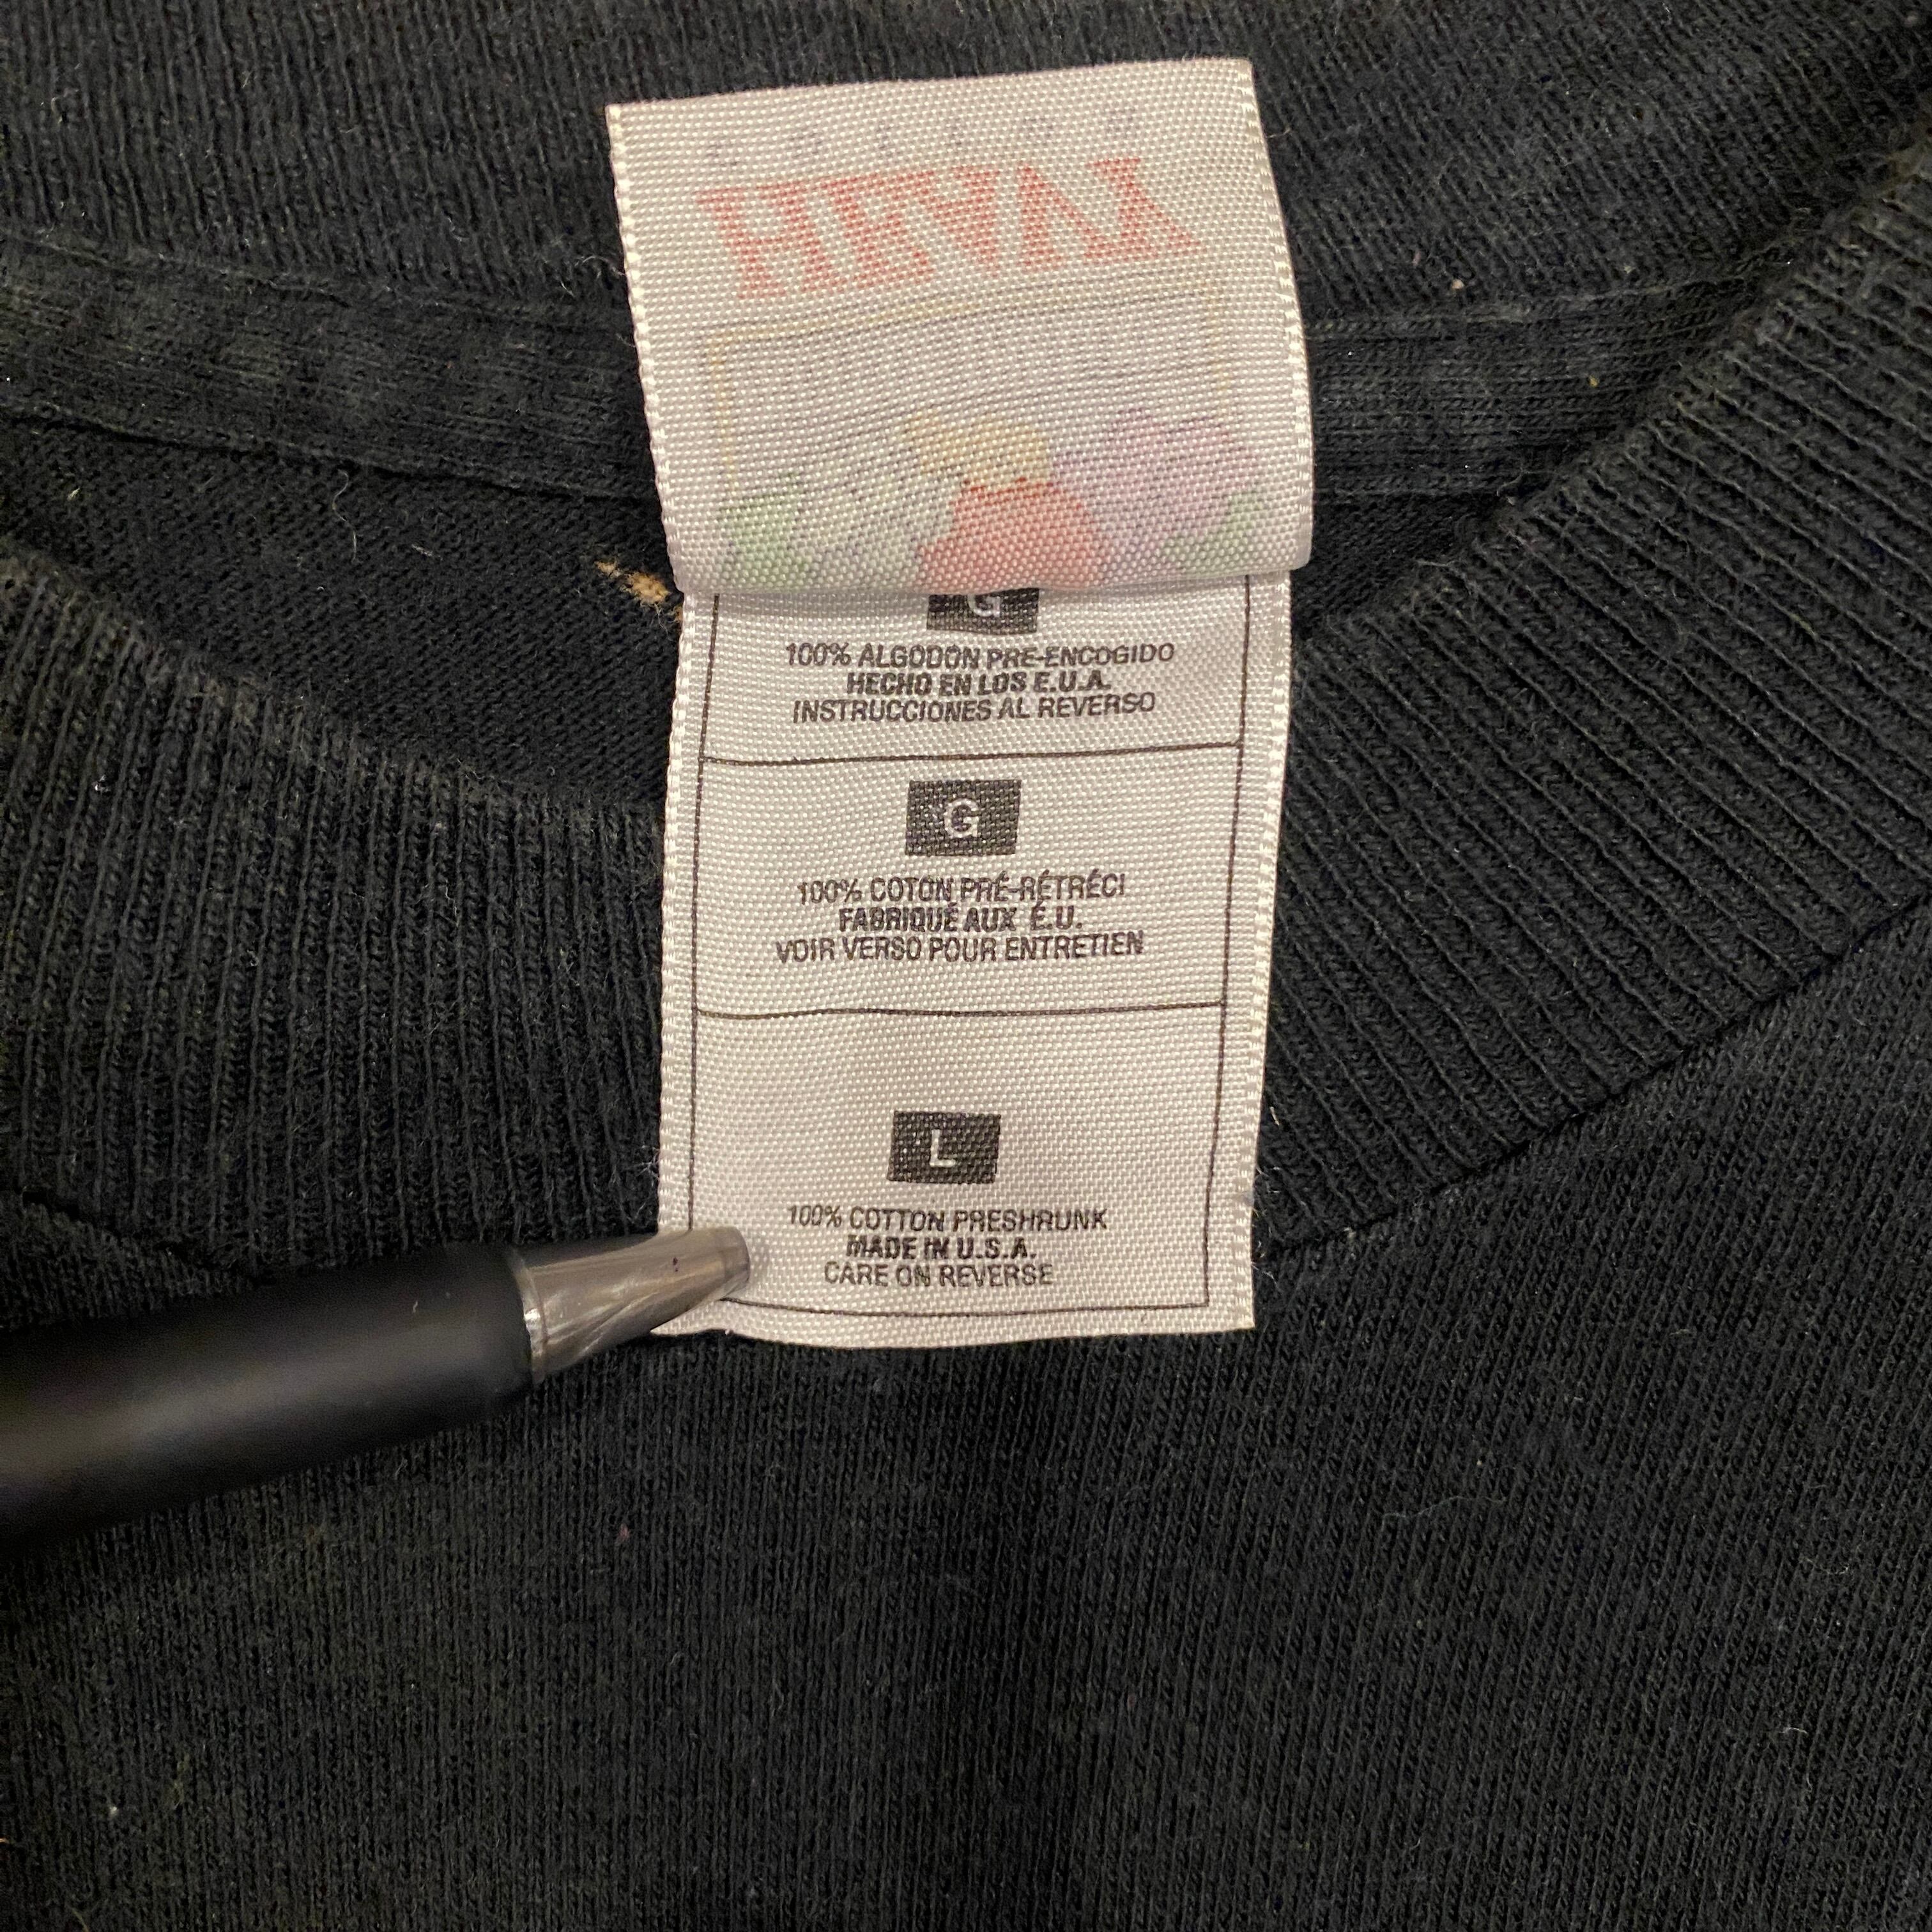 HEAVY
G
100% ALGODON PRE-ENCOGIDO
HECHO EN LOS E.U.A.
INSTRUCCIONES AL REVERSO
G
100% COTON PRÉ-RÉTRÉCI
FABRIQUÉ AUX É.U.
VOIR VERSO POUR ENTRETIEN
L
100% COTTON PRESHRUNK
MADE IN U.S.A.
CARE ON REVERSE